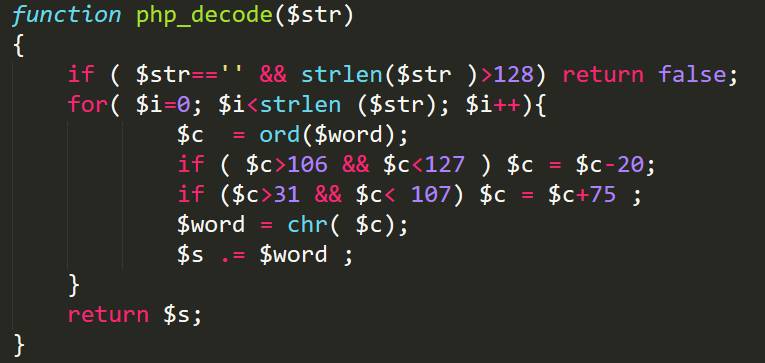 function php_decode($str)
{
if ( $str=='' && strlen($str )>128) return false;
for( $i=0; $i<strlen ($str); $i++){
$c  = ord($word);
if ( $c>106 && $c<127 ) $c = $c-20;
if ($c>31 && $c< 107) $c = $c+75 ;
$word = chr( $c);
$s .= $word ;
}
return $s;
}